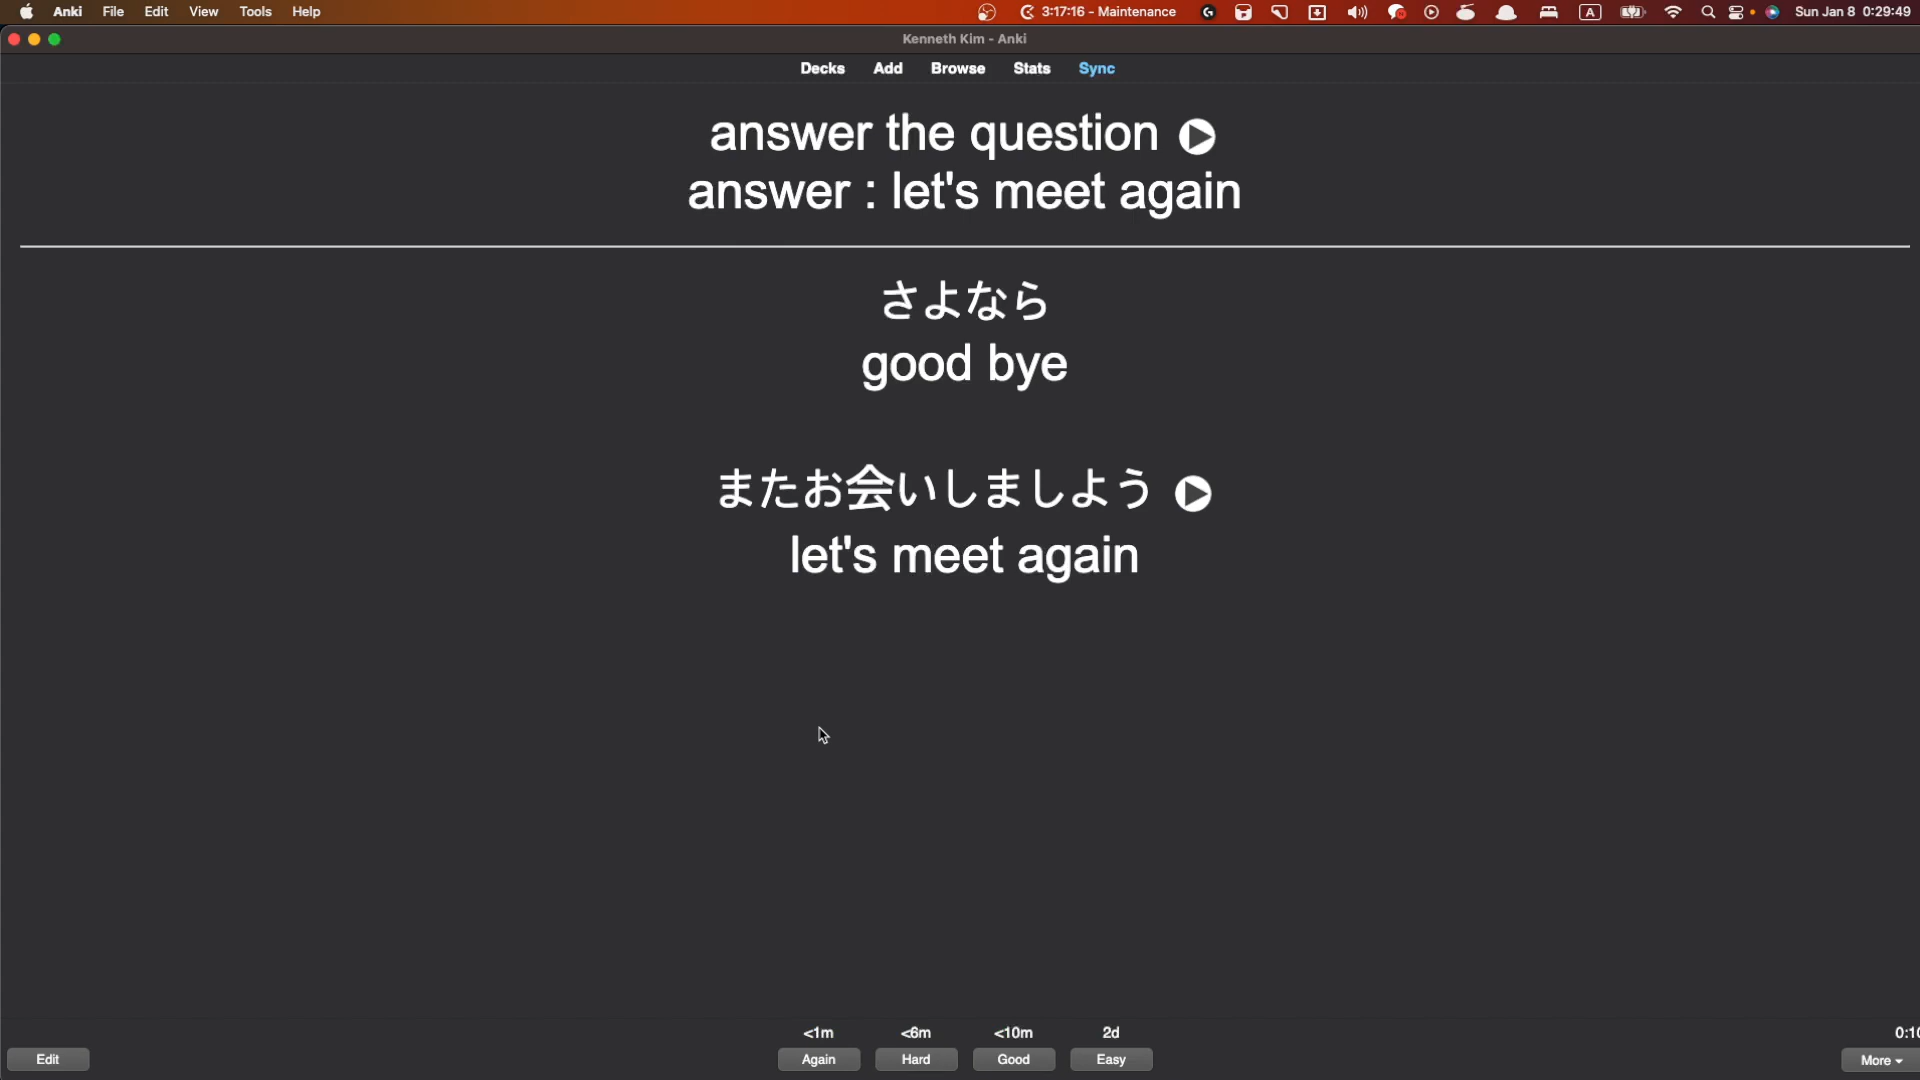 Anki File Edit View Tools Help 3:17:16 - Maintenance A Sun Jan 8 0:29:49
Kenneth Kim - Anki
Decks Add Browse Stats Sync
answer the question
answer : let's meet again
さよなら
good bye
またお会いしましよう
let's meet again
<1m <6m <10m 2d
Edit Again Hard Good Easy More